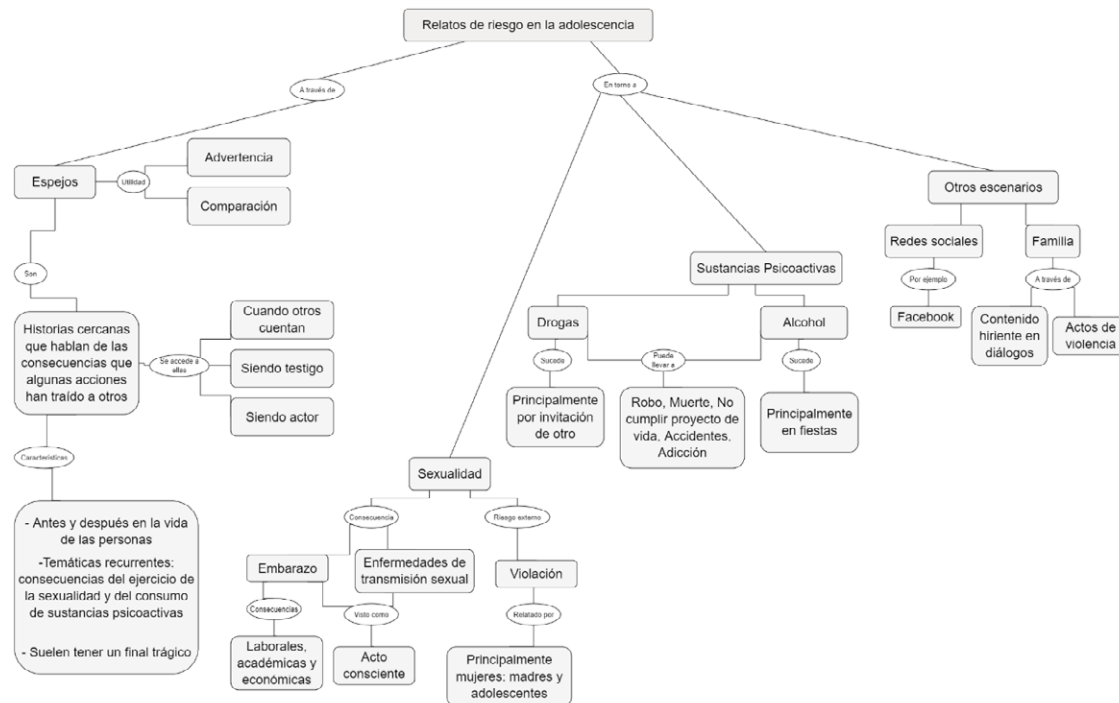 Relatos de riesgo en la adolescencia
A través de
En torno a
Espejos
Utilidad
Advertencia
Comparación
Son
Historias cercanas
que hablan de las
consecuencias que
algunas acciones
han traído a otros
Se accede a
ellas
Cuando otros
cuentan
Siendo testigo
Siendo actor
Características
- Antes y después en la vida
de las personas
-Temáticas recurrentes:
consecuencias del ejercicio de
la sexualidad y del consumo
de sustancias psicoactivas
- Suelen tener un final trágico
Sexualidad
Consecuencia
Riesgo externo
Embarazo
Enfermedades de
transmisión sexual
Violación
Consecuencias
Visto como
Relatado por
Laborales,
académicas y
económicas
Acto
consciente
Principalmente
mujeres: madres y
adolescentes
Sustancias Psicoactivas
Drogas
Alcohol
Sucede
Puede
llevar a
Sucede
Principalmente
por invitación
de otro
Robo, Muerte, No
cumplir proyecto de
vida, Accidentes,
Adicción
Principalmente
en fiestas
Otros escenarios
Redes sociales
Familia
Por ejemplo
A través de
Facebook
Contenido
hiriente en
diálogos
Actos de
violencia